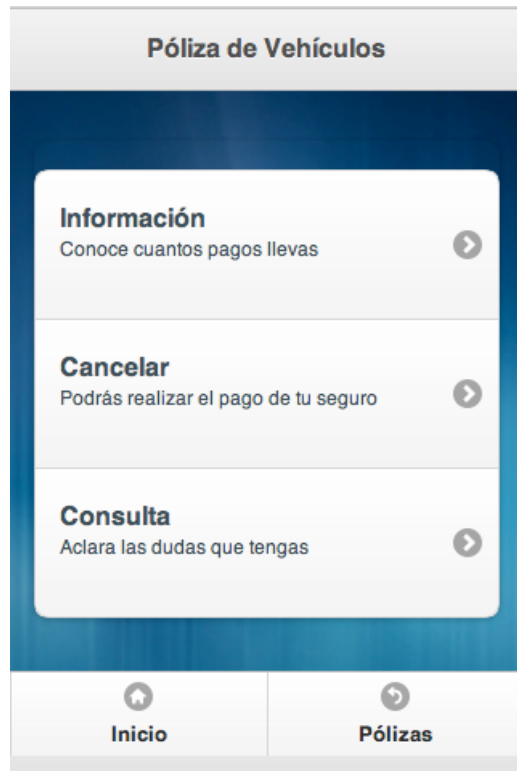 Póliza de Vehículos
Información
Conoce cuantos pagos llevas
Cancelar
Podrás realizar el pago de tu seguro
Consulta
Aclara las dudas que tengas
Inicio
Pólizas